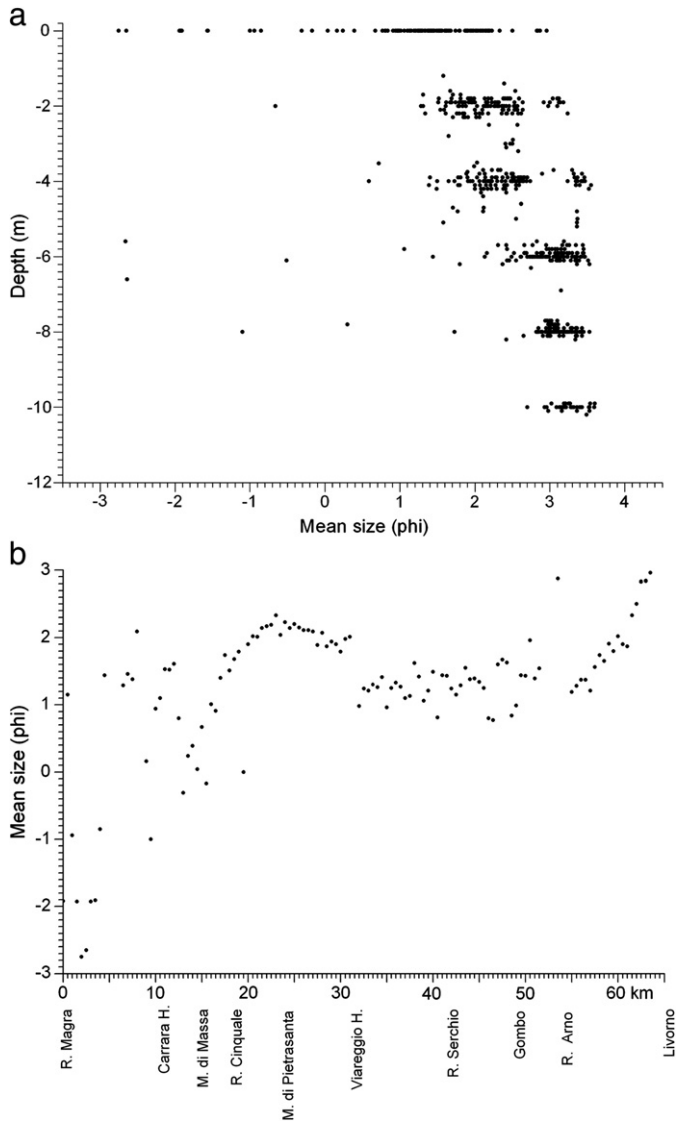 a
0
-2
-4
-6
-8
-10
-12
Depth (m)
-3 -2 -1 0 1 2 3 4
Mean size (phi)
b
3
2
1
0
-1
-2
-3
Mean size (phi)
0 10 20 30 40 50 60 km
R. Magra
Carrara H.
M. di Massa
R. Cinquale
M. di Pietrasanta
Viareggio H.
R. Serchio
Gombo
R. Arno
Livorno